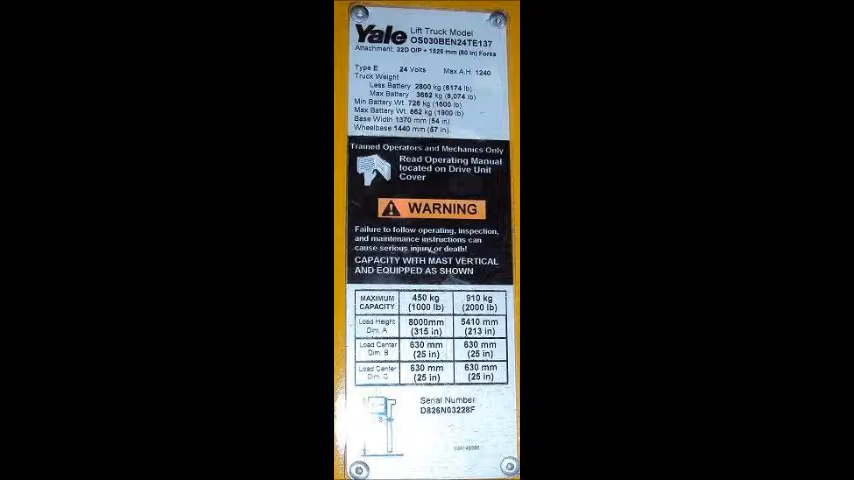 Yale Lift Truck Model
OS030BEN24TE137
Attachment: 32D O/P + 1525 mm (60 in) Forks
Type E 24 Volts Max A.H. 1240
Truck Weight
Less Battery 2800 kg (6174 lb)
Max Battery 3662 kg (8,074 lb)
Min Battery Wt. 726 kg (1600 lb)
Max Battery Wt. 862 kg (1900 lb)
Base Width 1370 mm (54 in)
Wheelbase 1440 mm (57 in)
Trained Operators and Mechanics Only
Read Operating Manual
located on Drive Unit
Cover
WARNING
Failure to follow operating, inspection,
and maintenance instructions can
cause serious injury or death!
CAPACITY WITH MAST VERTICAL
AND EQUIPPED AS SHOWN
MAXIMUM CAPACITY 450 kg (1000 lb) 910 kg (2000 lb)
Load Height Dim. A 8000mm (315 in) 5410 mm (213 in)
Load Center Dim. B 630 mm (25 in) 630 mm (25 in)
Load Center Dim. C 630 mm (25 in) 630 mm (25 in)
Serial Number
D826N03228F